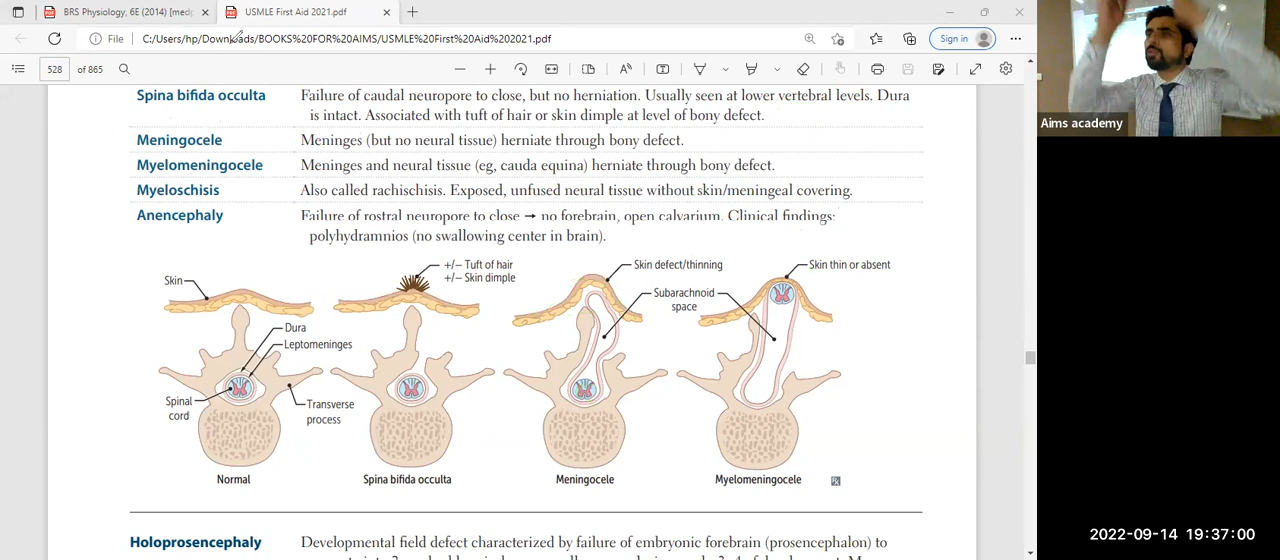 BRS Physiology, 6E (2014) [medp
USMLE First Aid 2021.pdf
File
C:/Users/hp/Downloads/BOOKS%20FOR%20AIMS/USMLE%20First%20Aid%202021.pdf
Sign in
528 of 865
Aims academy
Spina bifida occulta Failure of caudal neuropore to close, but no herniation. Usually seen at lower vertebral levels. Dura
is intact. Associated with tuft of hair or skin dimple at level of bony defect.
Meningocele Meninges (but no neural tissue) herniate through bony defect.
Myelomeningocele Meninges and neural tissue (eg, cauda equina) herniate through bony defect.
Myeloschisis Also called rachischisis. Exposed, unfused neural tissue without skin/meningeal covering.
Anencephaly Failure of rostral neuropore to close → no forebrain, open calvarium. Clinical findings:
polyhydramnios (no swallowing center in brain).
Skin
+/– Tuft of hair
+/– Skin dimple
Skin defect/thinning
Skin thin or absent
Subarachnoid
space
Dura
Leptomeninges
Spinal
cord
Transverse
process
Normal
Spina bifida occulta
Meningocele
Myelomeningocele
Rx
Holoprosencephaly Developmental field defect characterized by failure of embryonic forebrain (prosencephalon) to
2022-09-14 19:37:00